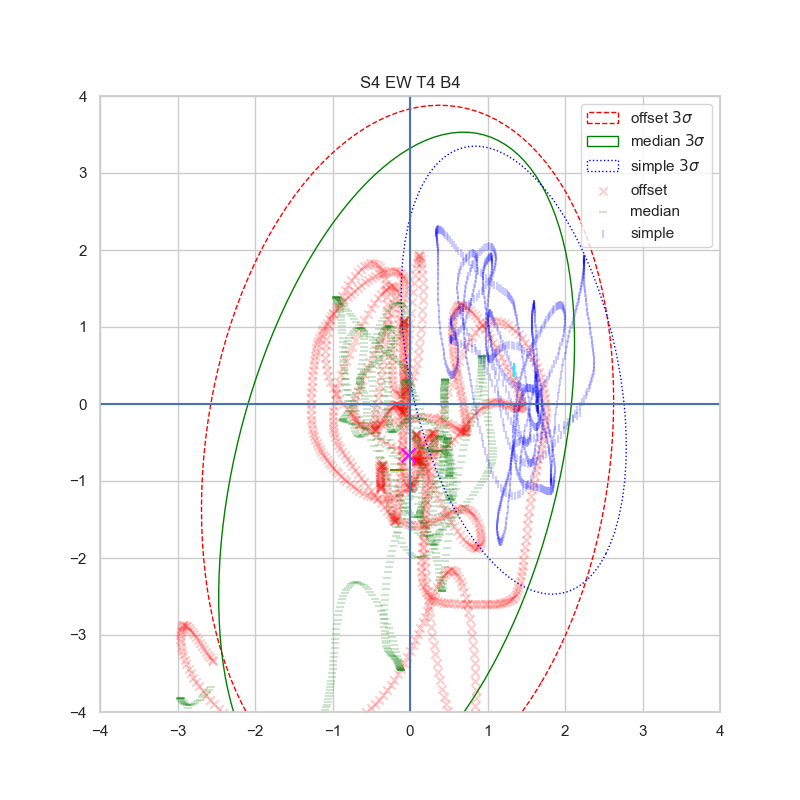 S4 EW T4 B4
offset 3σ
median 3σ
simple 3σ
offset
median
simple
4
3
2
1
0
−1
−2
−3
−4
−4 −3 −2 −1 0 1 2 3 4